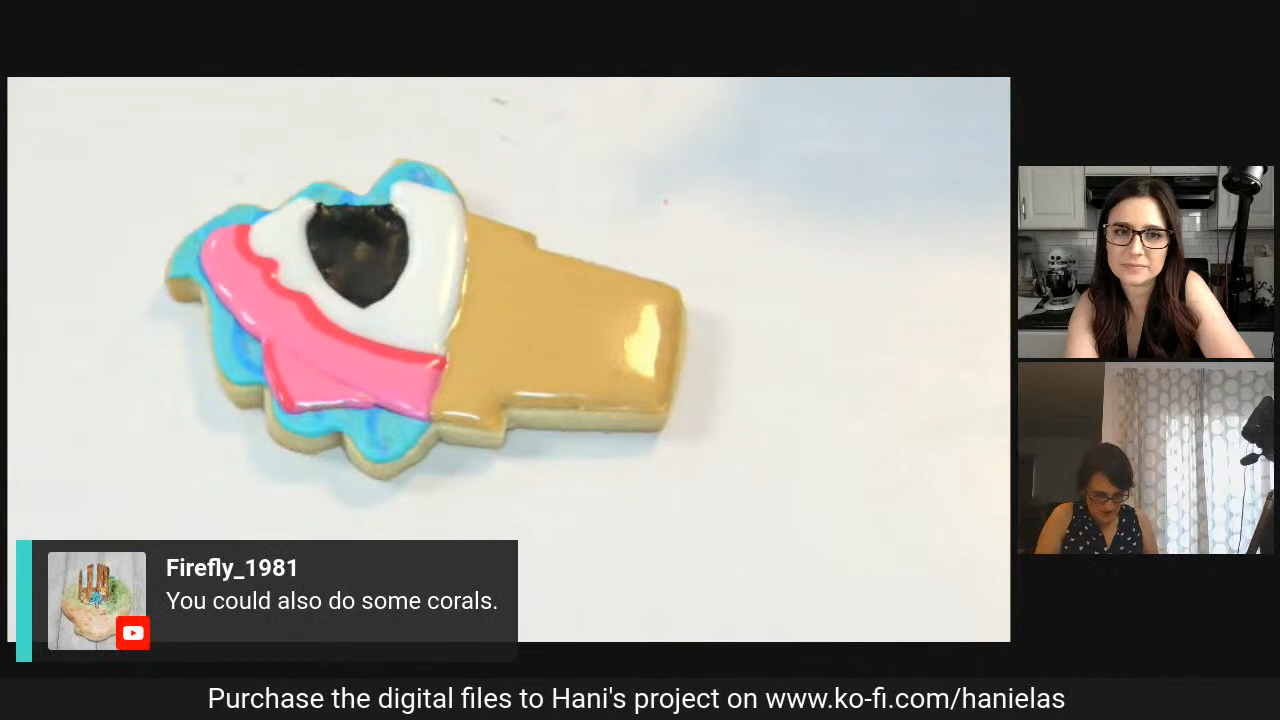 Firefly_1981
You could also do some corals.
Purchase the digital files to Hani's project on www.ko-fi.com/hanielas